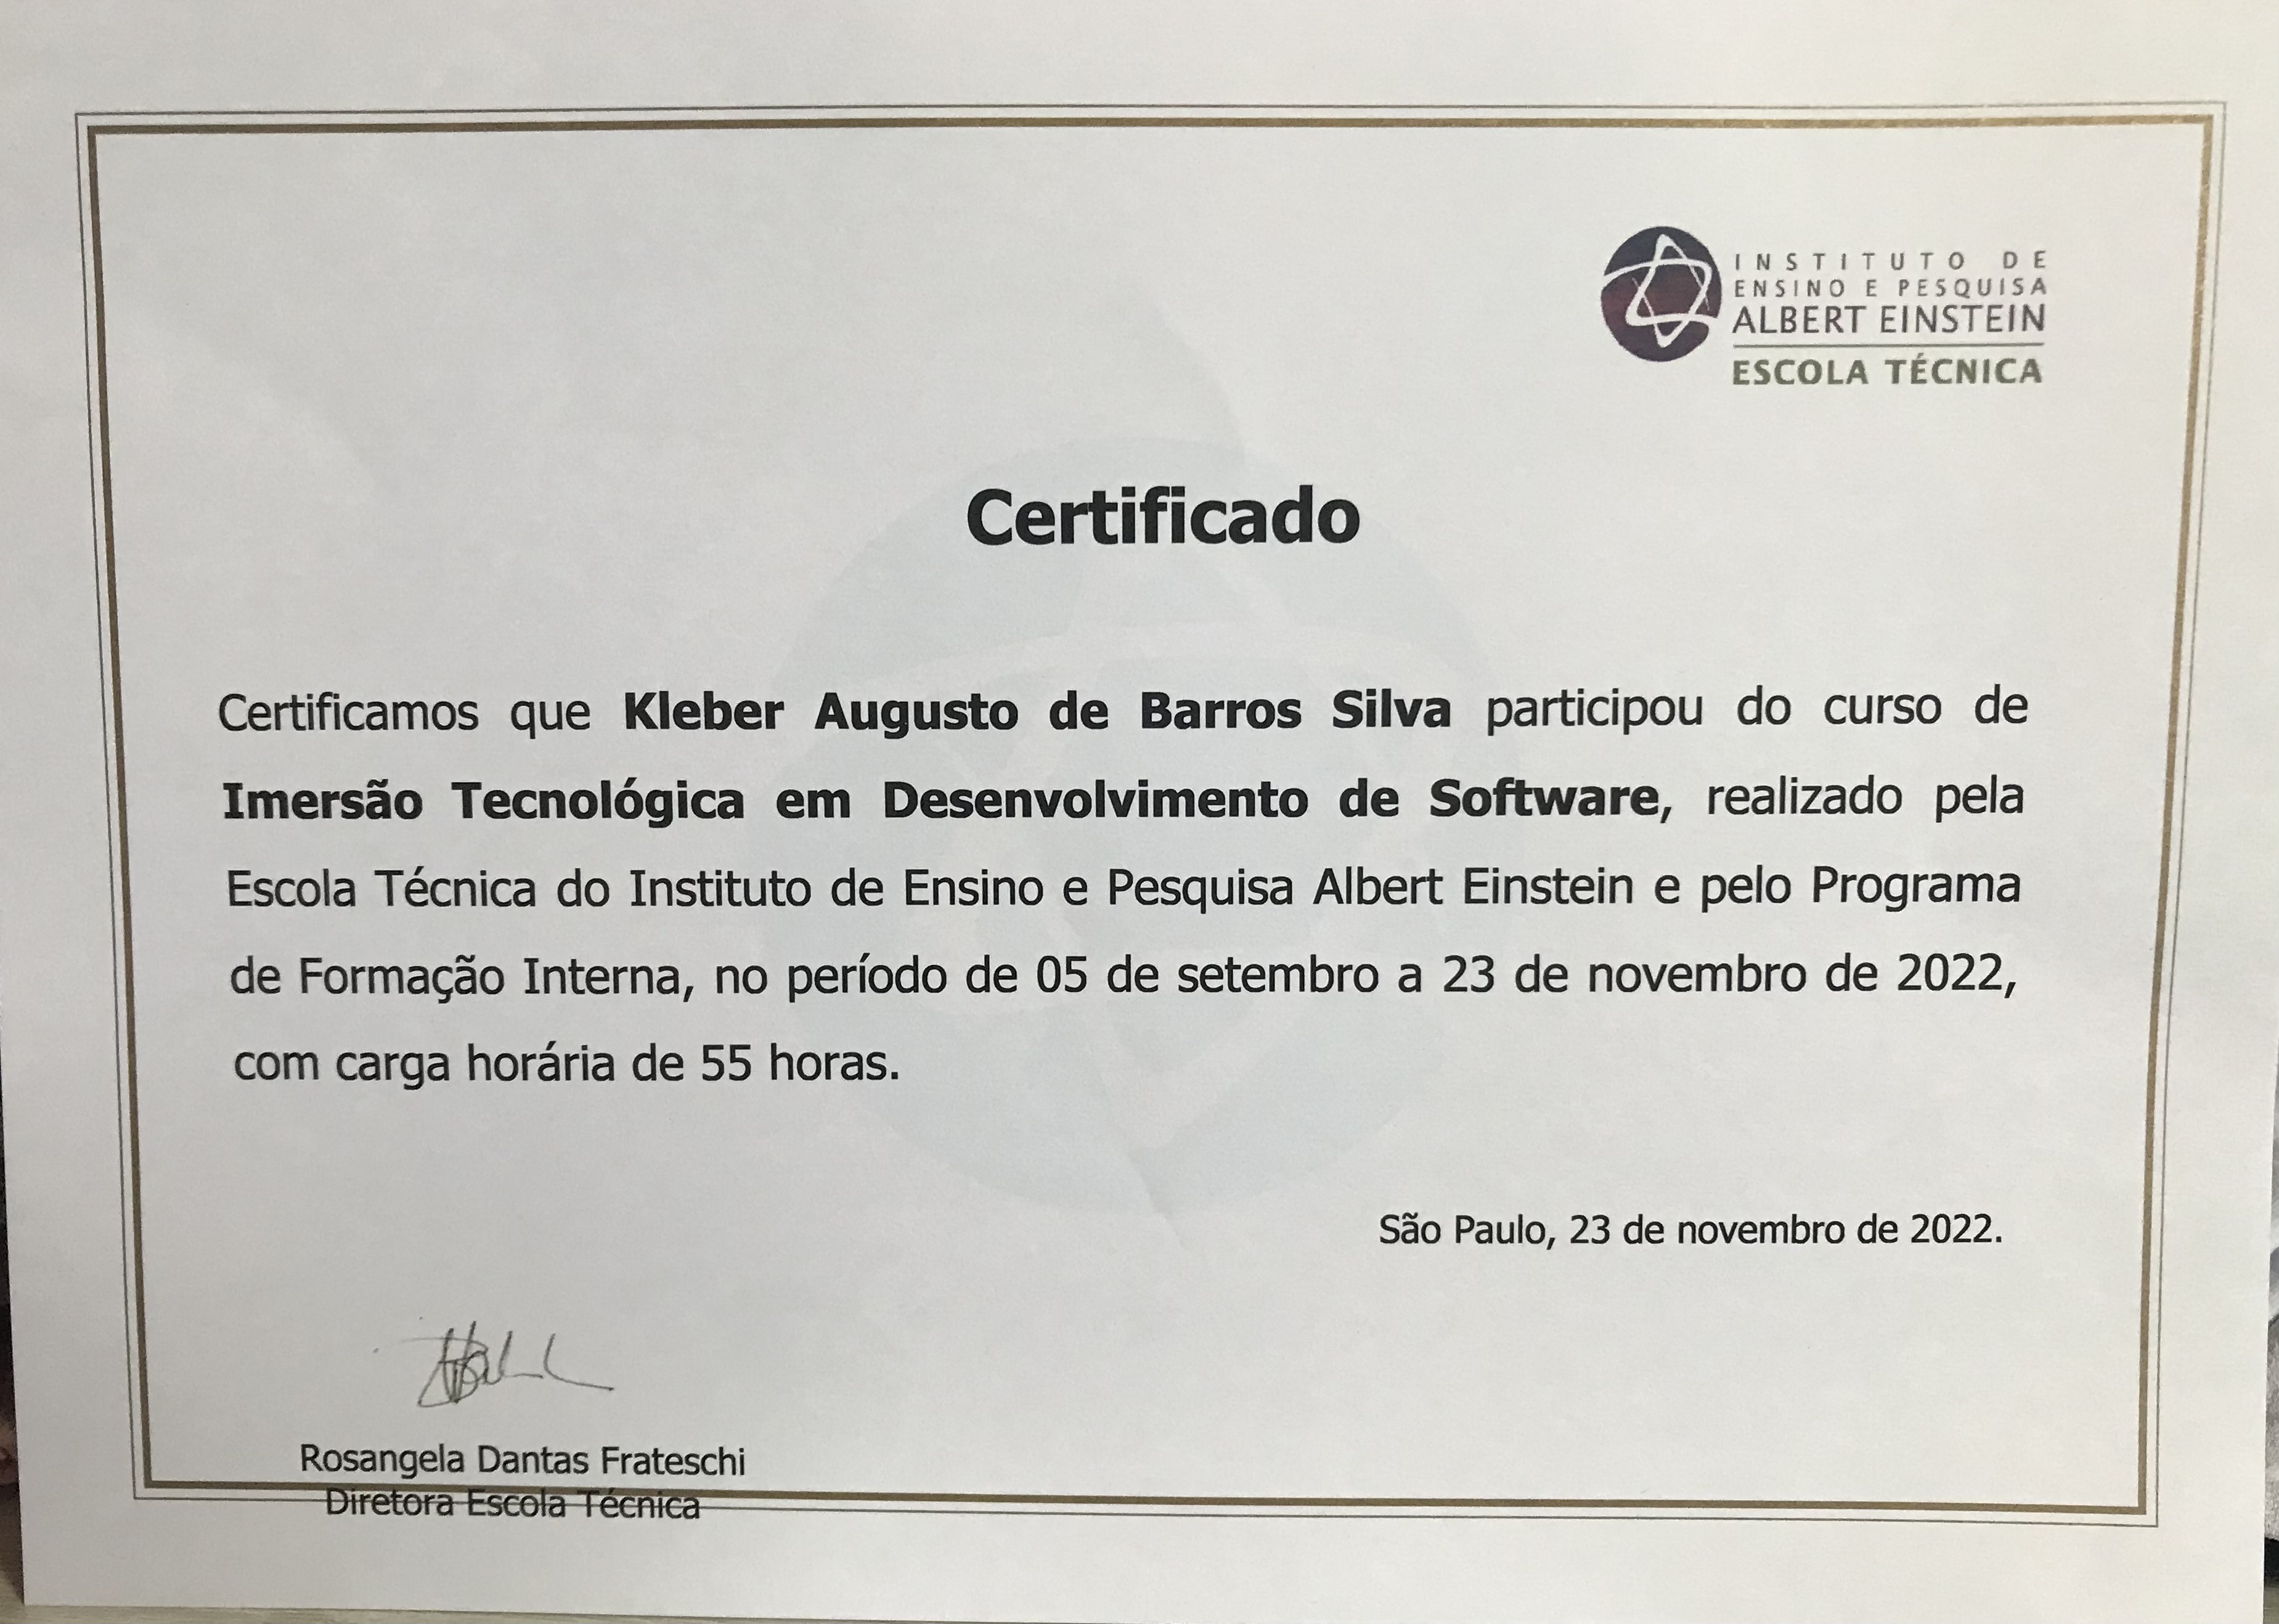 INSTITUTO DE
ENSINO E PESQUISA
ALBERT EINSTEIN
ESCOLA TÉCNICA
Certificado
Certificamos que Kleber Augusto de Barros Silva participou do curso de
Imersão Tecnológica em Desenvolvimento de Software, realizado pela
Escola Técnica do Instituto de Ensino e Pesquisa Albert Einstein e pelo Programa
de Formação Interna, no período de 05 de setembro a 23 de novembro de 2022,
com carga horária de 55 horas.
São Paulo, 23 de novembro de 2022.
Rosangela Dantas Frateschi
Diretora Escola Técnica